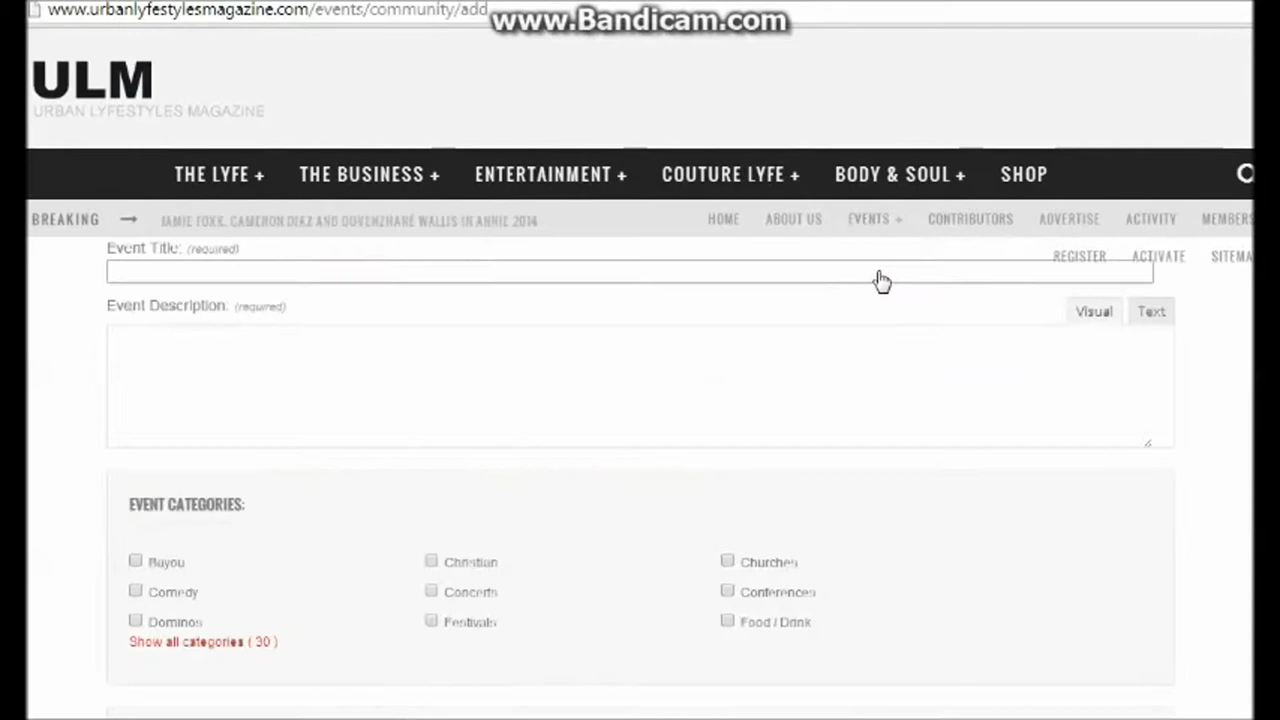 www.urbanlyfestylesmagazine.com/events/community/add
www.Bandicam.com
ULM
URBAN LYFESTYLES MAGAZINE
THE LYFE + THE BUSINESS + ENTERTAINMENT + COUTURE LYFE + BODY & SOUL + SHOP
BREAKING → JAMIE FOXX, CAMERON DIAZ AND QUVENZHANÉ WALLIS IN ANNIE 2014 HOME ABOUT US EVENTS + CONTRIBUTORS ADVERTISE ACTIVITY MEMBERS
REGISTER ACTIVATE SITEMA
Event Title: (required)
Event Description: (required)
Visual Text
EVENT CATEGORIES:
Bayou Christian Churches
Comedy Concerts Conferences
Dominos Festivals Food / Drink
Show all categories ( 30 )